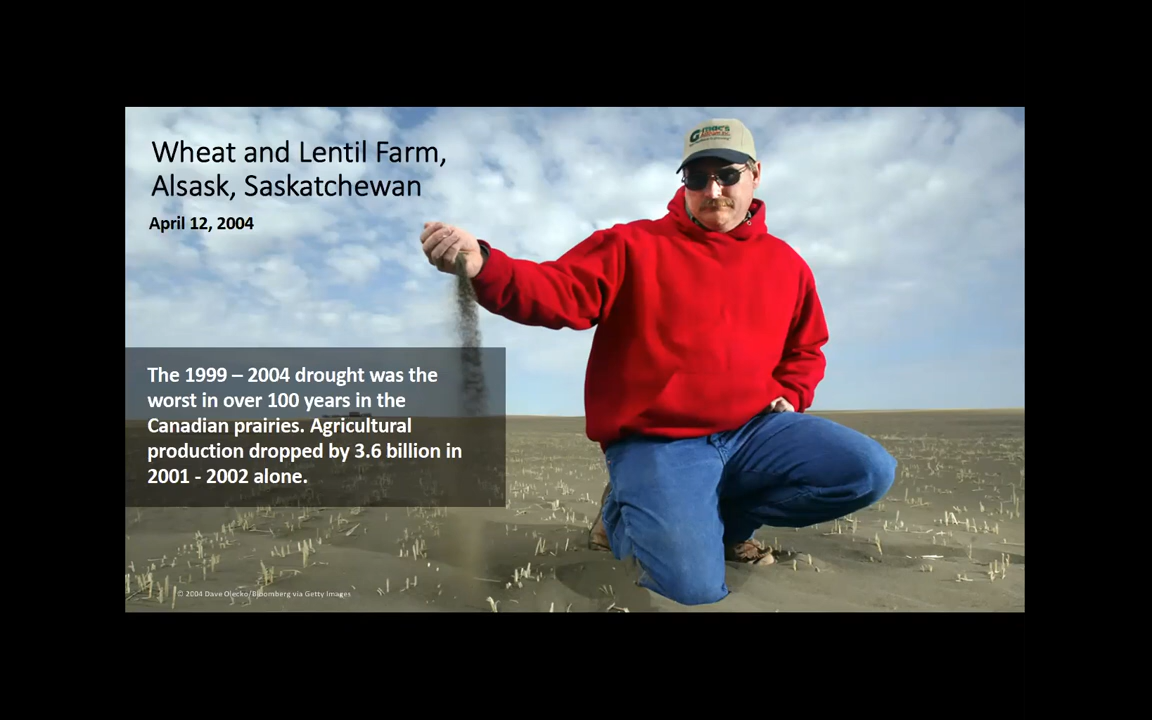 Wheat and Lentil Farm,
Alsask, Saskatchewan
April 12, 2004
The 1999 – 2004 drought was the
worst in over 100 years in the
Canadian prairies. Agricultural
production dropped by 3.6 billion in
2001 - 2002 alone.
© 2004 Dave Olecko/Bloomberg via Getty Images